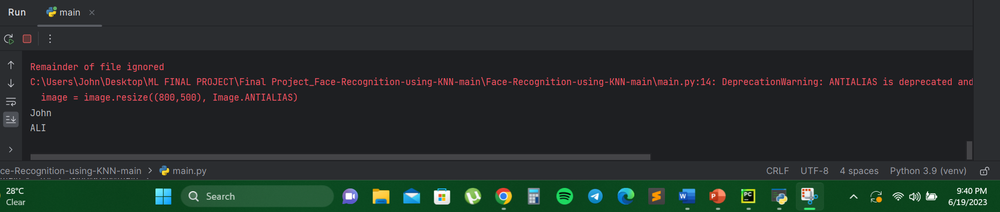 Run main
Remainder of file ignored
C:\Users\John\Desktop\ML FINAL PROJECT\Final Project_Face-Recognition-using-KNN-main\Face-Recognition-using-KNN-main\main.py:14: DeprecationWarning: ANTIALIAS is deprecated and
image = image.resize((800,500), Image.ANTIALIAS)
John
ALI
ce-Recognition-using-KNN-main > main.py CRLF UTF-8 4 spaces Python 3.9 (venv)
28°C
Clear
Search
PC
9:40 PM
6/19/2023